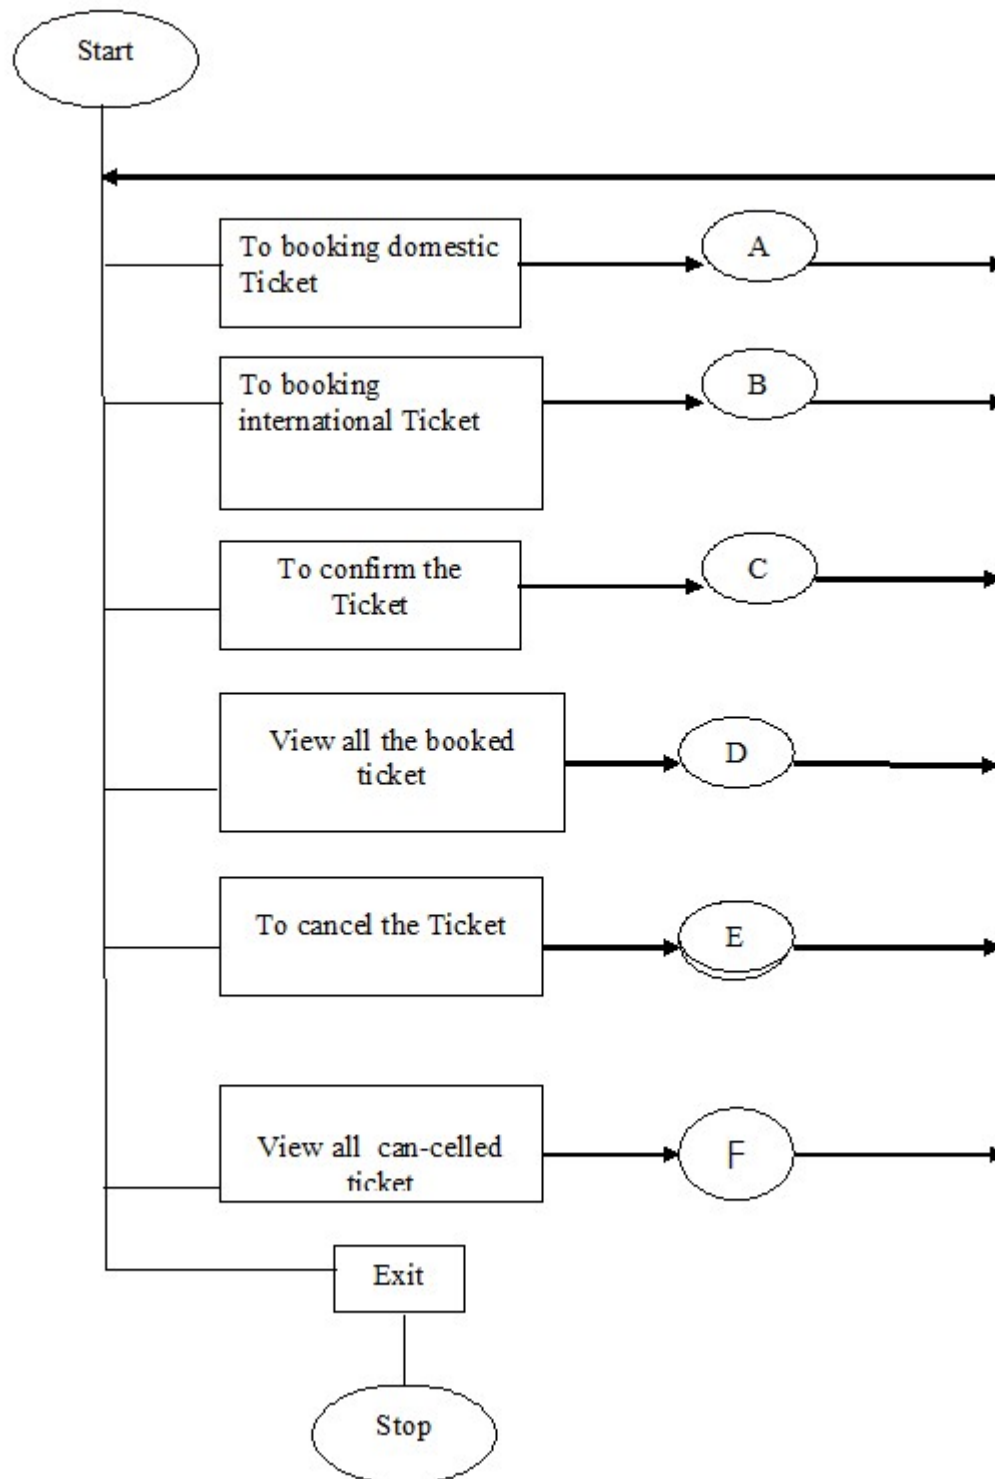 Start
To booking domestic
Ticket
A
To booking
international Ticket
B
To confirm the
Ticket
C
View all the booked
ticket
D
To cancel the Ticket
E
View all can-celled
ticket
F
Exit
Stop